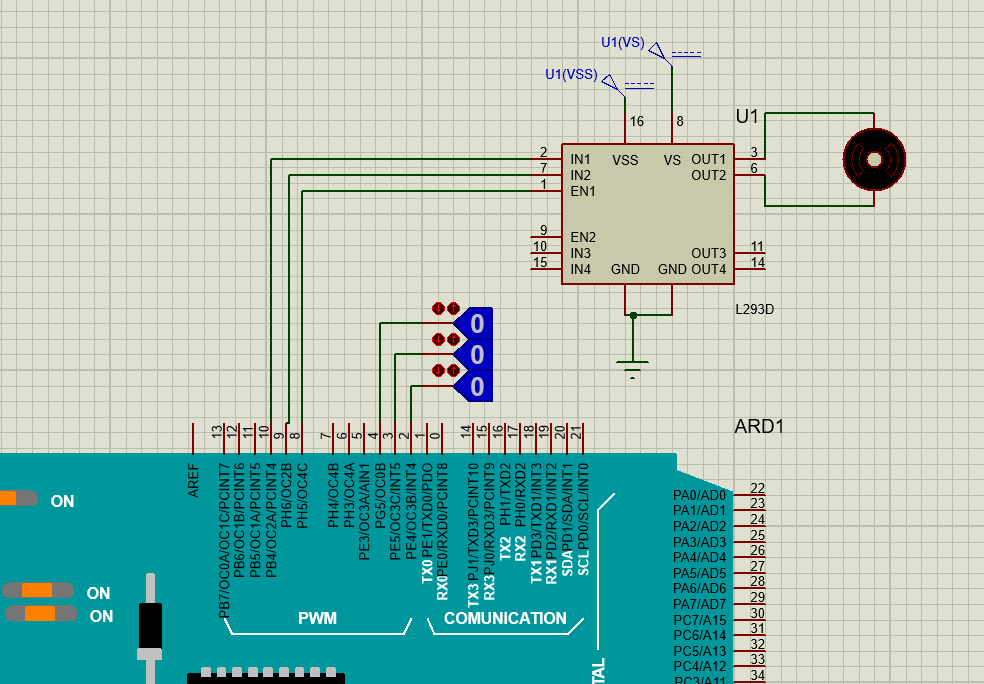 U1(VS)
U1(VSS)
16
8
U1
2
IN1
VSS
VS
OUT1
3
7
IN2
OUT2
6
1
EN1
9
EN2
10
IN3
OUT3
11
15
IN4
GND
GND
OUT4
14
L293D
0
0
0
ARD1
13
12
11
10
9
8
7
6
5
4
3
2
1
0
14
15
16
17
18
19
20
21
AREF
PB7/OC0A/OC1C/PCINT7
PB6/OC1B/PCINT6
PB5/OC1A/PCINT5
PB4/OC2A/PCINT4
PH6/OC2B
PH5/OC4C
PH4/OC4B
PH3/OC4A
PE3/OC3A/AIN1
PG5/OC0B
PE5/OC3C/INT5
PE4/OC3B/INT4
TX0 PE1/TXD0/PDO
RX0 PE0/RXD0/PCINT8
TX3 PJ1/TXD3/PCINT10
RX3 PJ0/RXD3/PCINT9
TX2 PH1/TXD2
RX2 PH0/RXD2
TX1 PD3/TXD1/INT3
RX1 PD2/RXD1/INT2
SDA PD1/SDA/INT1
SCL PD0/SCL/INT0
PWM
COMUNICATION
TAL
ON
ON
ON
PA0/AD0 22
PA1/AD1 23
PA2/AD2 24
PA3/AD3 25
PA4/AD4 26
PA5/AD5 27
PA6/AD6 28
PA7/AD7 29
PC7/A15 30
PC6/A14 31
PC5/A13 32
PC4/A12 33
PC3/A11 34